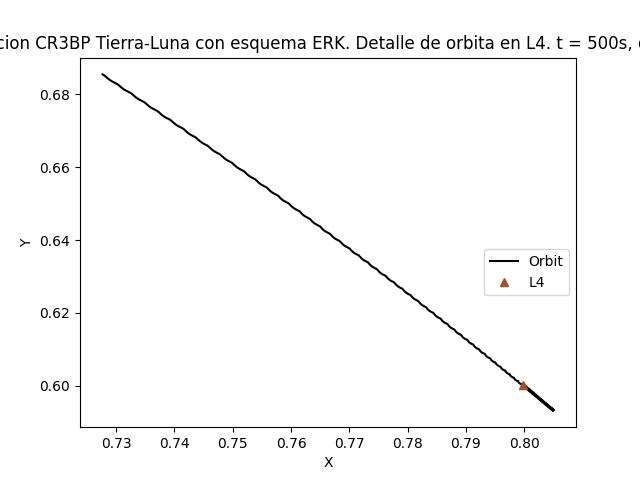 cion CR3BP Tierra-Luna con esquema ERK. Detalle de orbita en L4. t = 500s,
0.68
0.66
0.64
0.62
0.60
Y
Orbit
L4
0.73 0.74 0.75 0.76 0.77 0.78 0.79 0.80
X